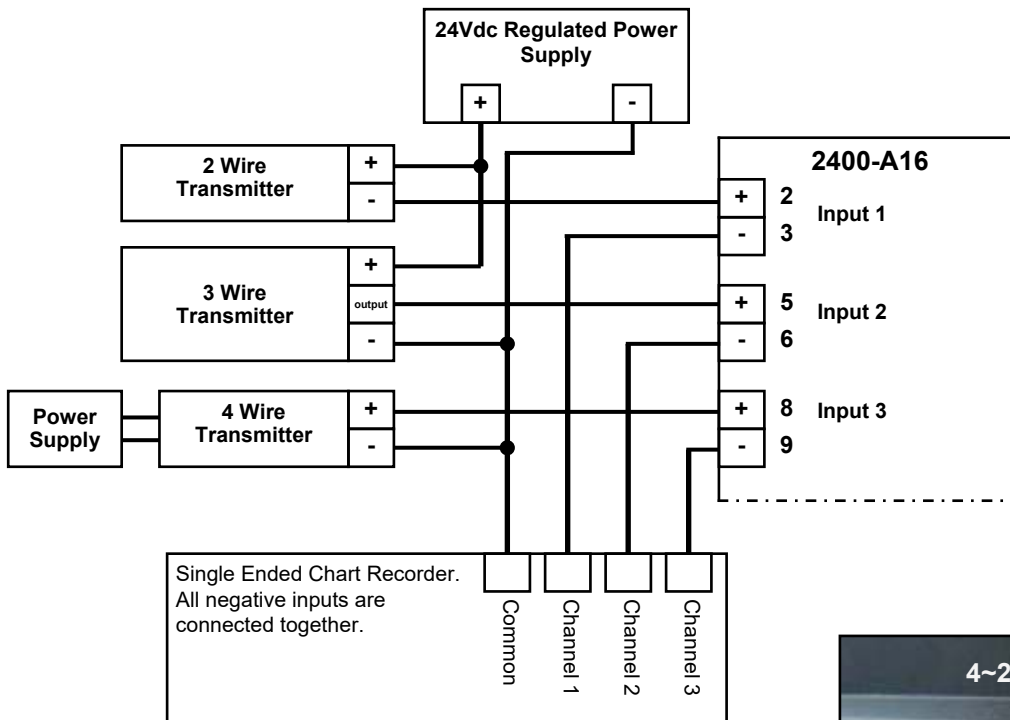 24Vdc Regulated Power
Supply
+ -
2 Wire
Transmitter
+
-
3 Wire
Transmitter
+
output
-
Power
Supply
4 Wire
Transmitter
+
-
2400-A16
+ 2
Input 1
- 3
+ 5
Input 2
- 6
+ 8 Input 3
- 9
Single Ended Chart Recorder.
All negative inputs are
connected together.
Common
Channel 1
Channel 2
Channel 3
4~2